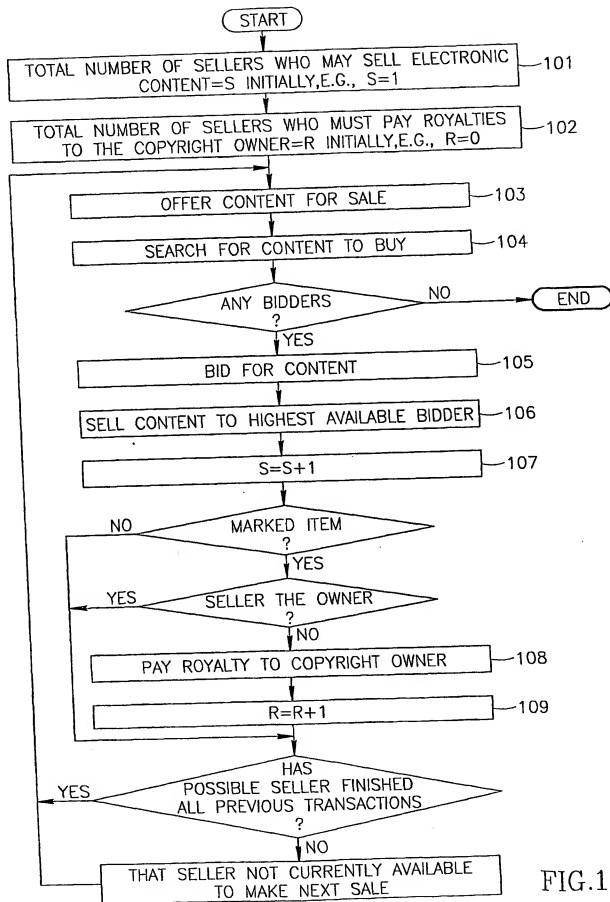 START
TOTAL NUMBER OF SELLERS WHO MAY SELL ELECTRONIC
CONTENT=S INITIALLY,E.G., S=1
101
TOTAL NUMBER OF SELLERS WHO MUST PAY ROYALTIES
TO THE COPYRIGHT OWNER=R INITIALLY,E.G., R=0
102
OFFER CONTENT FOR SALE
103
SEARCH FOR CONTENT TO BUY
104
ANY BIDDERS
?
NO
END
YES
BID FOR CONTENT
105
SELL CONTENT TO HIGHEST AVAILABLE BIDDER
106
S=S+1
107
NO
MARKED ITEM
?
YES
YES
SELLER THE OWNER
?
NO
PAY ROYALTY TO COPYRIGHT OWNER
108
R=R+1
109
HAS
YES
POSSIBLE SELLER FINISHED
ALL PREVIOUS TRANSACTIONS
?
NO
THAT SELLER NOT CURRENTLY AVAILABLE
TO MAKE NEXT SALE
FIG.1